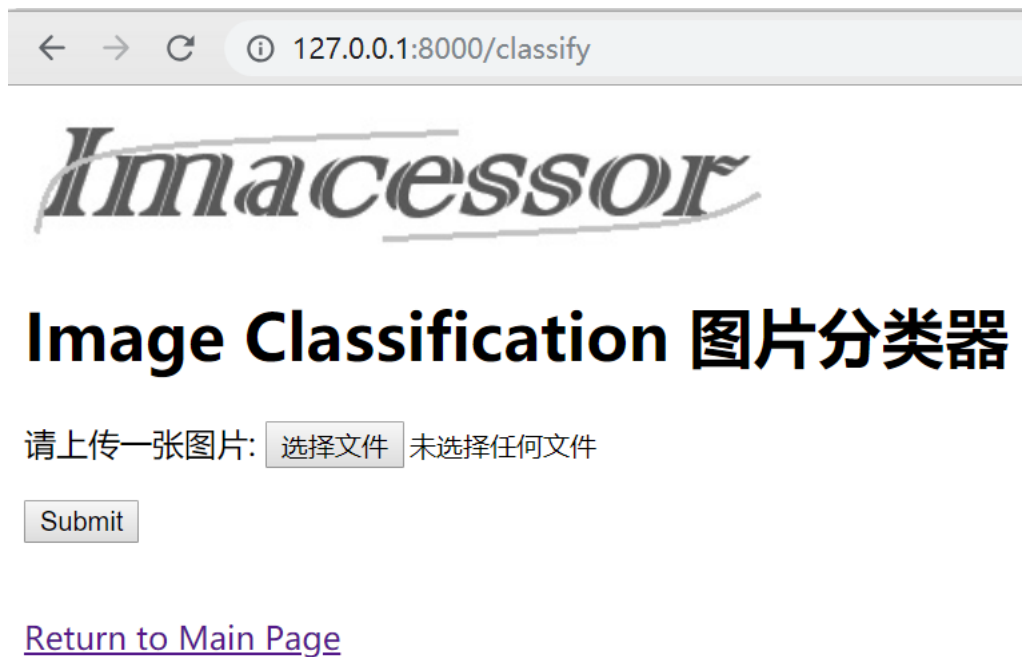 127.0.0.1:8000/classify
Imacessor
Image Classification 图片分类器
请上传一张图片: 选择文件 未选择任何文件
Submit
Return to Main Page